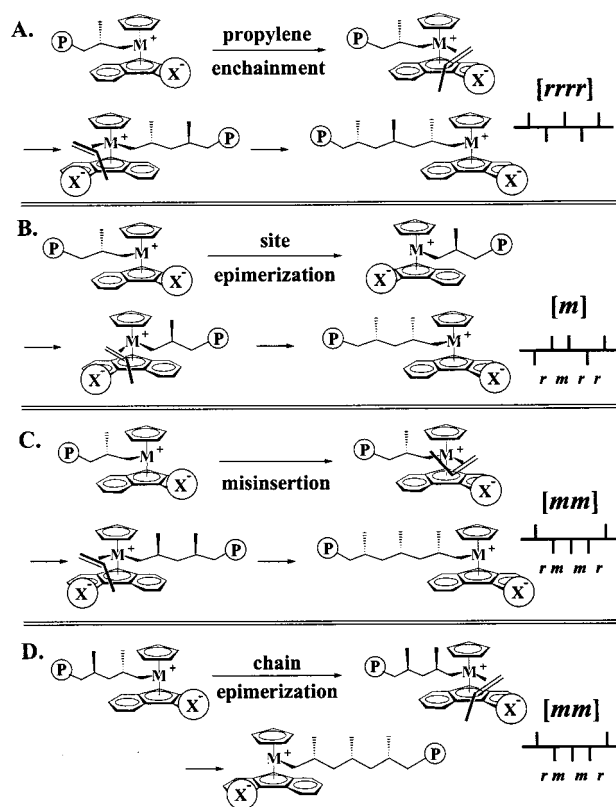 A.
P M+ X- propylene enchainment P M+ X-
[rrrr]
X- M+ P P M+ X-
B.
P M+ X- site epimerization X- M+ P
[m]
X- M+ P P M+ X-
r m r r
C.
P M+ X- misinsertion P M+ X-
[mm]
X- M+ P P M+ X-
r m m r
D.
P M+ X- chain epimerization P M+ X-
[mm]
X- M+ P
r m m r